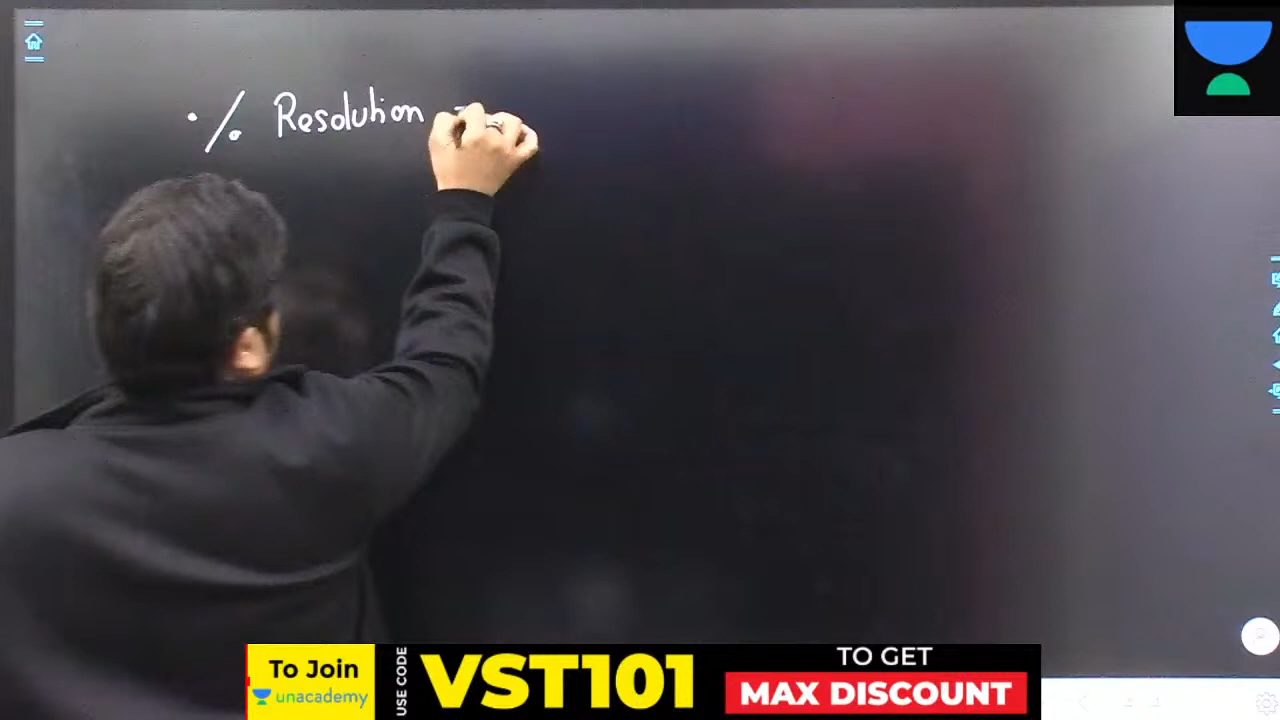 % Resolution =
To Join
unacademy
USE CODE
VST101
TO GET
MAX DISCOUNT